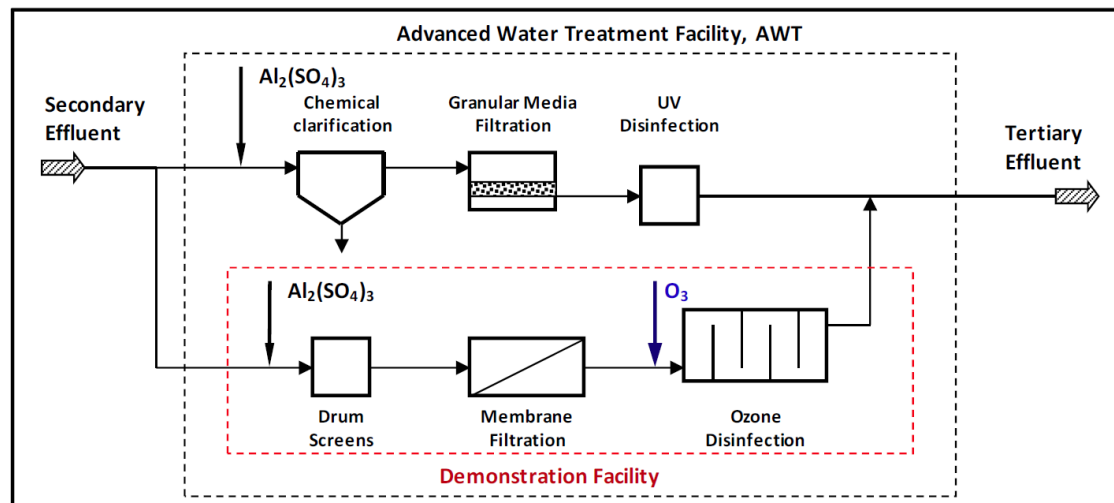 Advanced Water Treatment Facility, AWT
Al₂(SO₄)₃
Secondary
Effluent
Chemical
clarification
Granular Media
Filtration
UV
Disinfection
Tertiary
Effluent
Al₂(SO₄)₃
O₃
Drum
Screens
Membrane
Filtration
Ozone
Disinfection
Demonstration Facility